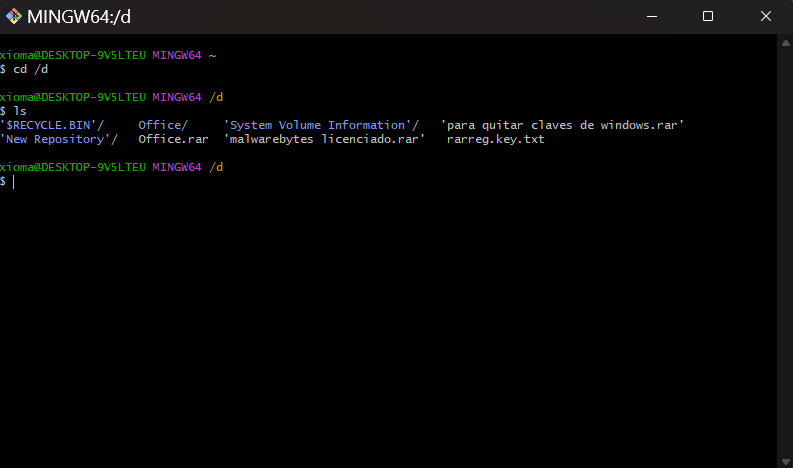 MINGW64:/d
xioma@DESKTOP-9V5LTEU MINGW64 ~
$ cd /d
xioma@DESKTOP-9V5LTEU MINGW64 /d
$ ls
'$RECYCLE.BIN'/ Office/ 'System Volume Information'/ 'para quitar claves de windows.rar'
'New Repository'/ Office.rar 'malwarebytes licenciado.rar' rarreg.key.txt
xioma@DESKTOP-9V5LTEU MINGW64 /d
$